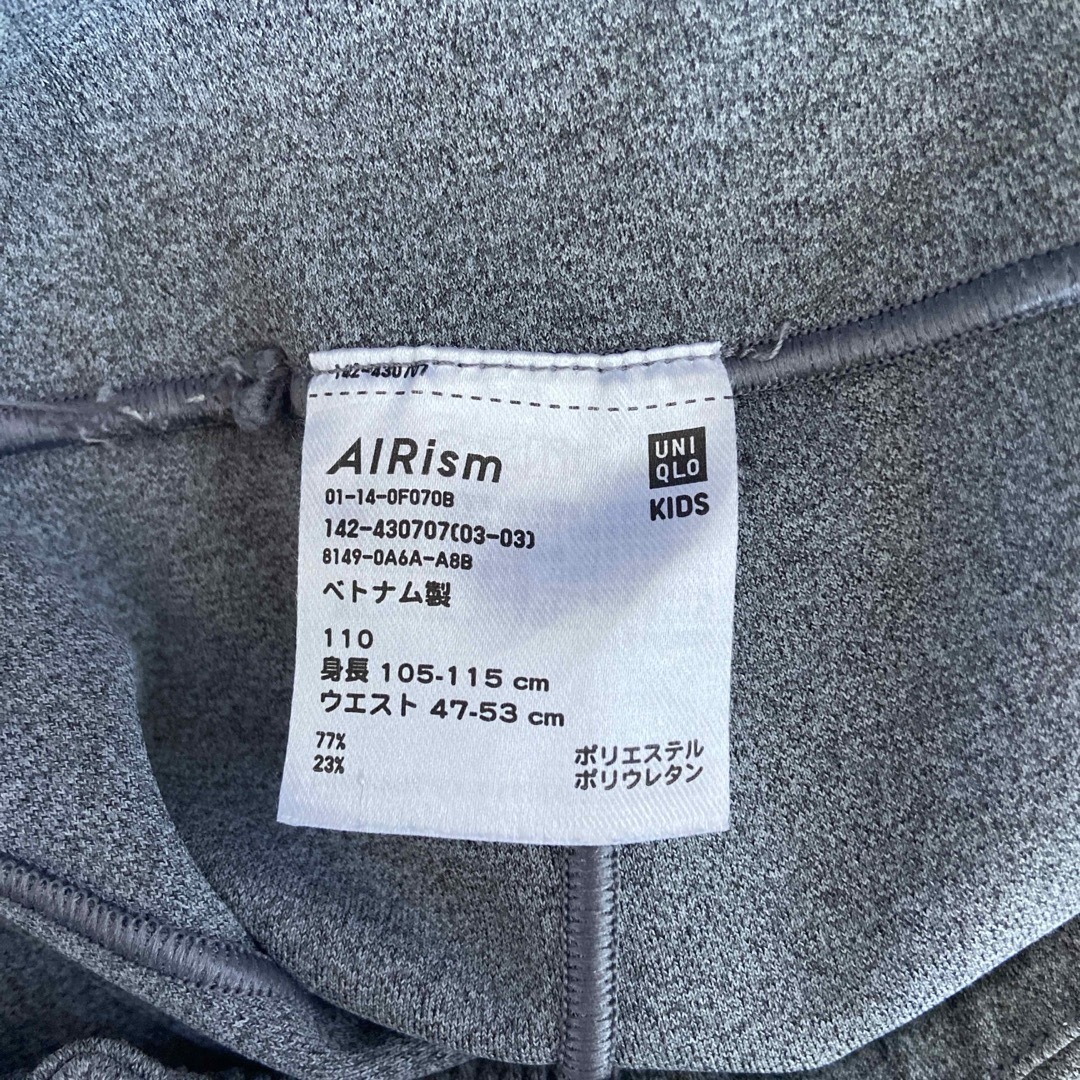 142-430707
AIRism
UNI
QLO
KIDS
01-14-0F070B
142-430707(03-03)
8149-0A6A-A8B
ベトナム製
110
身長 105-115 cm
ウエスト 47-53 cm
77% ポリエステル
23% ポリウレタン